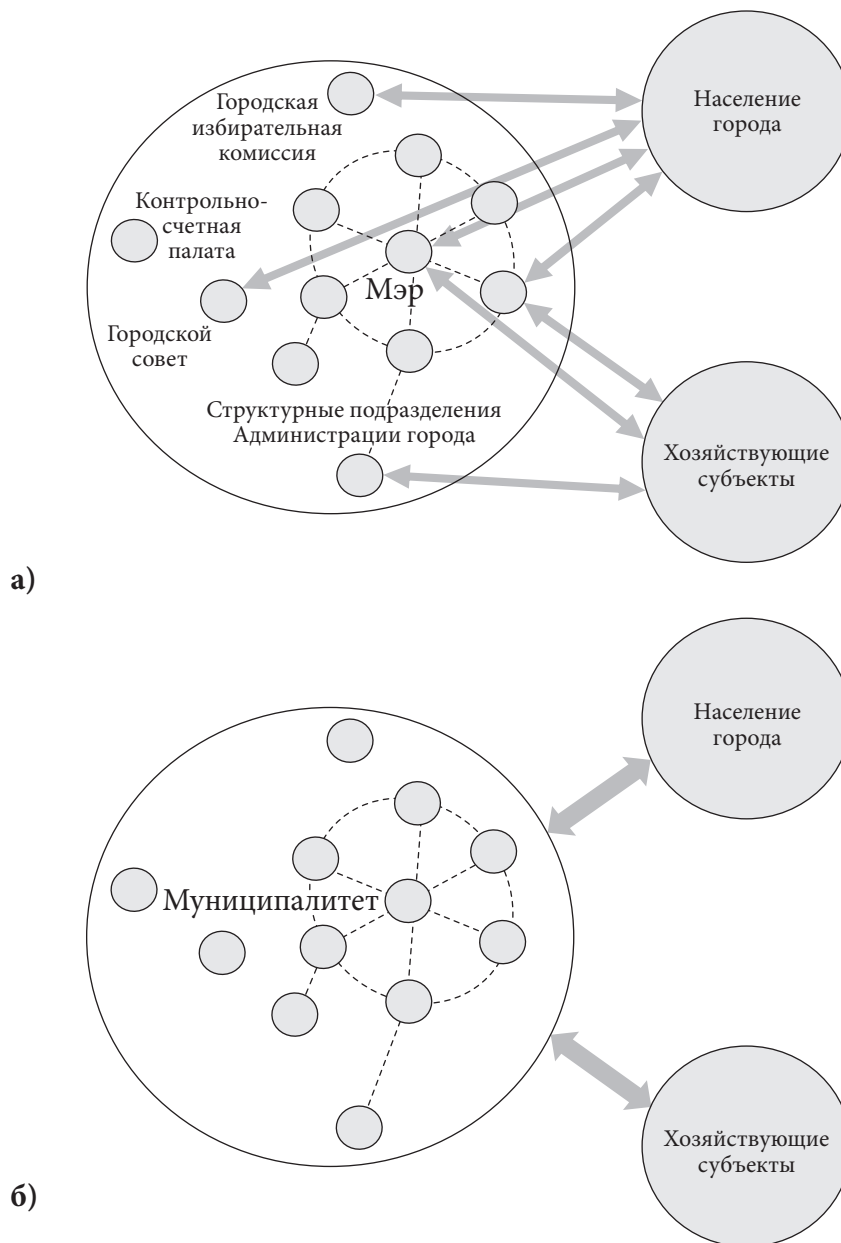 Городская
избирательная
комиссия
Население
города
Контрольно-
счетная
палата
Мэр
Городской
совет
Структурные подразделения
Администрации города
Хозяйствующие
субъекты
а)
Население
города
Муниципалитет
Хозяйствующие
субъекты
б)